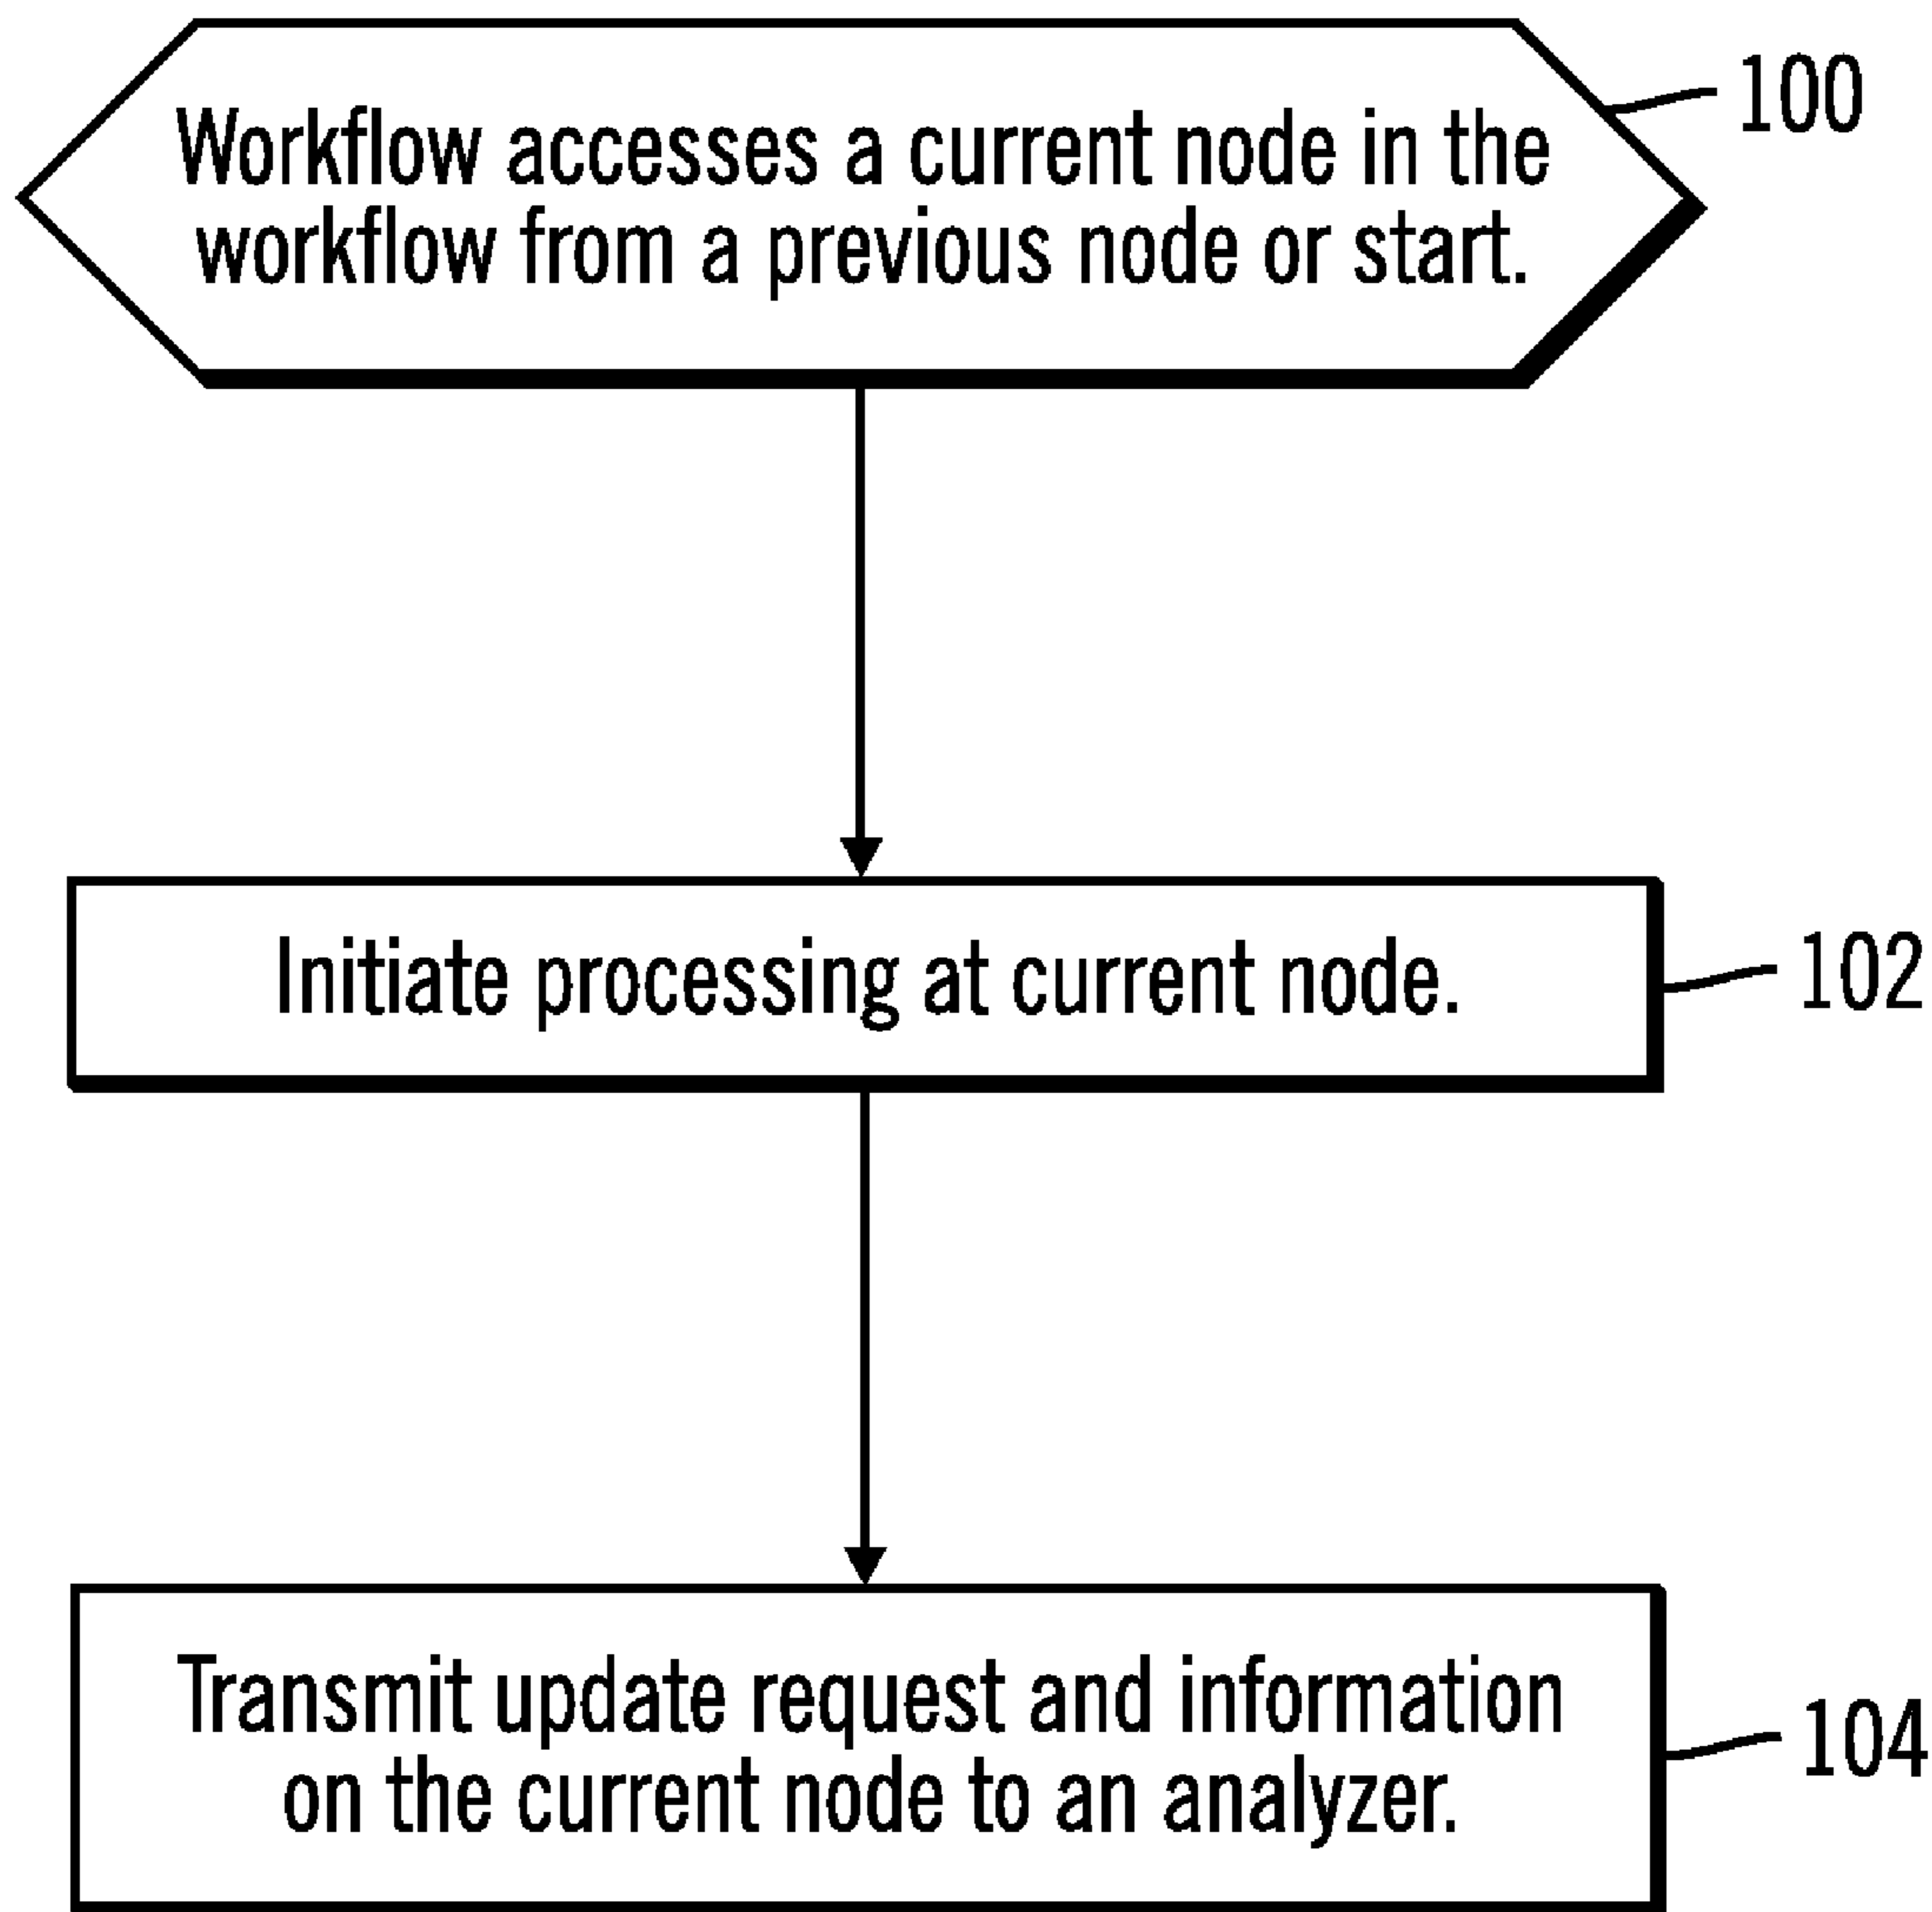 Workflow accesses a current node in the
workflow from a previous node or start.
100
Initiate processing at current node.
102
Transmit update request and information
on the current node to an analyzer.
104